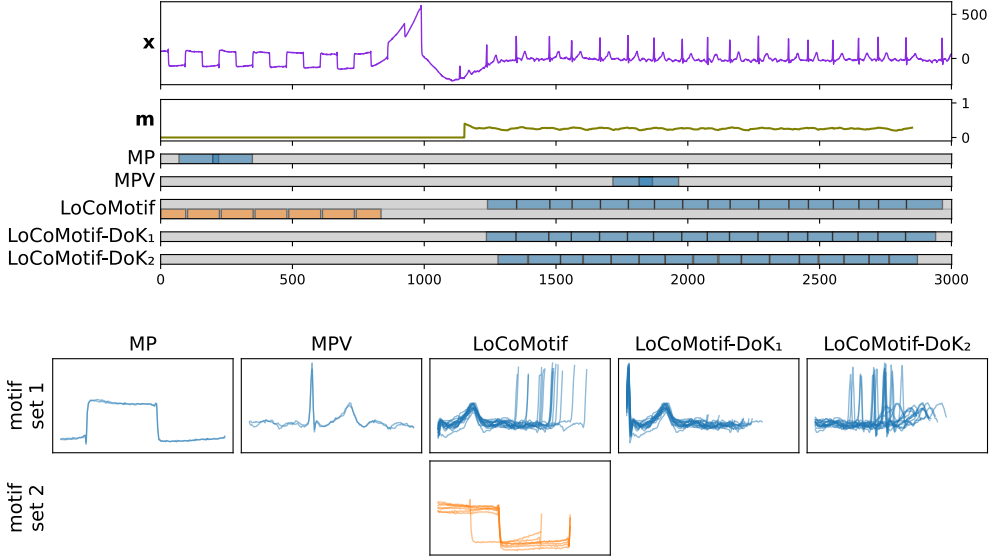 x
500
0
m
1
0
MP
MPV
LoCoMotif
LoCoMotif-DoK₁
LoCoMotif-DoK₂
0 500 1000 1500 2000 2500 3000
MP MPV LoCoMotif LoCoMotif-DoK₁ LoCoMotif-DoK₂
motif
set 1
motif
set 2